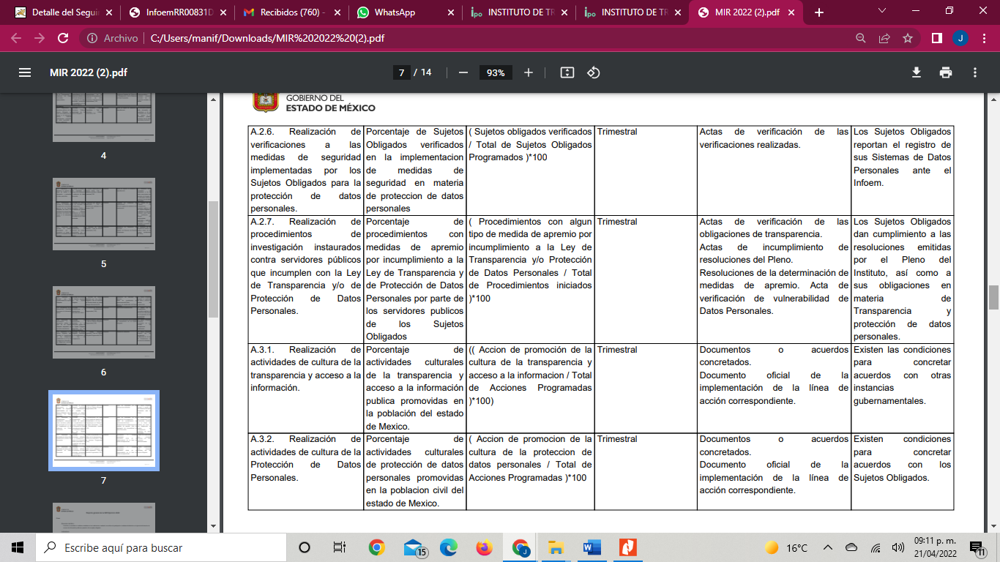 Detalle del Segui
InfoemRR00831D
Recibidos (760) -
WhatsApp
ipo INSTITUTO DE TR
ipo INSTITUTO DE TR
MIR 2022 (2).pdf
Archivo C:/Users/manif/Downloads/MIR%202022%20(2).pdf
J
MIR 2022 (2).pdf
7 / 14
93%
4
5
6
7
GOBIERNO DEL
ESTADO DE MÉXICO
A.2.6. Realización de
verificaciones a las
medidas de seguridad
implementadas por los
Sujetos Obligados para la
protección de datos
personales.
Porcentaje de Sujetos
Obligados verificados
en la implementacion
de medidas de
seguridad en materia
de proteccion de datos
personales
( Sujetos obligados verificados
/ Total de Sujetos Obligados
Programados )*100
Trimestral
Actas de verificación de las
verificaciones realizadas.
Los Sujetos Obligados
reportan el registro de
sus Sistemas de Datos
Personales ante el
Infoem.
A.2.7. Realización de
procedimientos de
investigación instaurados
contra servidores públicos
que incumplen con la Ley
de Transparencia y/o de
Protección de Datos
Personales.
Porcentaje de
procedimientos con
medidas de apremio
por incumplimiento a la
Ley de Transparencia y
de Protección de Datos
Personales por parte de
los servidores publicos
de los Sujetos
Obligados
( Procedimientos con algun
tipo de medida de apremio por
incumplimiento a la Ley de
Transparencia y/o Protección
de Datos Personales / Total
de Procedimientos iniciados
)*100
Trimestral
Actas de verificación de las
obligaciones de transparencia.
Actas de incumplimiento de
resoluciones del Pleno.
Resoluciones de la determinación de
medidas de apremio. Acta de
verificación de vulnerabilidad de
Datos Personales.
Los Sujetos Obligados
dan cumplimiento a las
resoluciones emitidas
por el Pleno del
Instituto, así como a
sus obligaciones en
materia de
Transparencia y
protección de datos
personales.
A.3.1. Realización de
actividades de cultura de la
transparencia y acceso a la
información.
Porcentaje de
actividades culturales
de la transparencia y
acceso a la información
publica promovidas en
la población del estado
de Mexico.
(( Accion de promoción de la
cultura de la transparencia y
acceso a la informacion / Total
de Acciones Programadas
)*100)
Trimestral
Documentos o acuerdos
concretados.
Documento oficial de la
implementación de la línea de
acción correspondiente.
Existen las condiciones
para concretar
acuerdos con otras
instancias
gubernamentales.
A.3.2. Realización de
actividades de cultura de la
Protección de Datos
Personales.
Porcentaje de
actividades culturales
de protección de datos
personales promovidas
en la poblacion civil del
estado de Mexico.
( Accion de promocion de la
cultura de la proteccion de
datos personales / Total de
Acciones Programadas )*100
Trimestral
Documentos o acuerdos
concretados.
Documento oficial de la
implementación de la línea de
acción correspondiente.
Existen condiciones
para concretar
acuerdos con los
Sujetos Obligados.
Escribe aquí para buscar
15
J
16°C
09:11 p. m.
21/04/2022
11